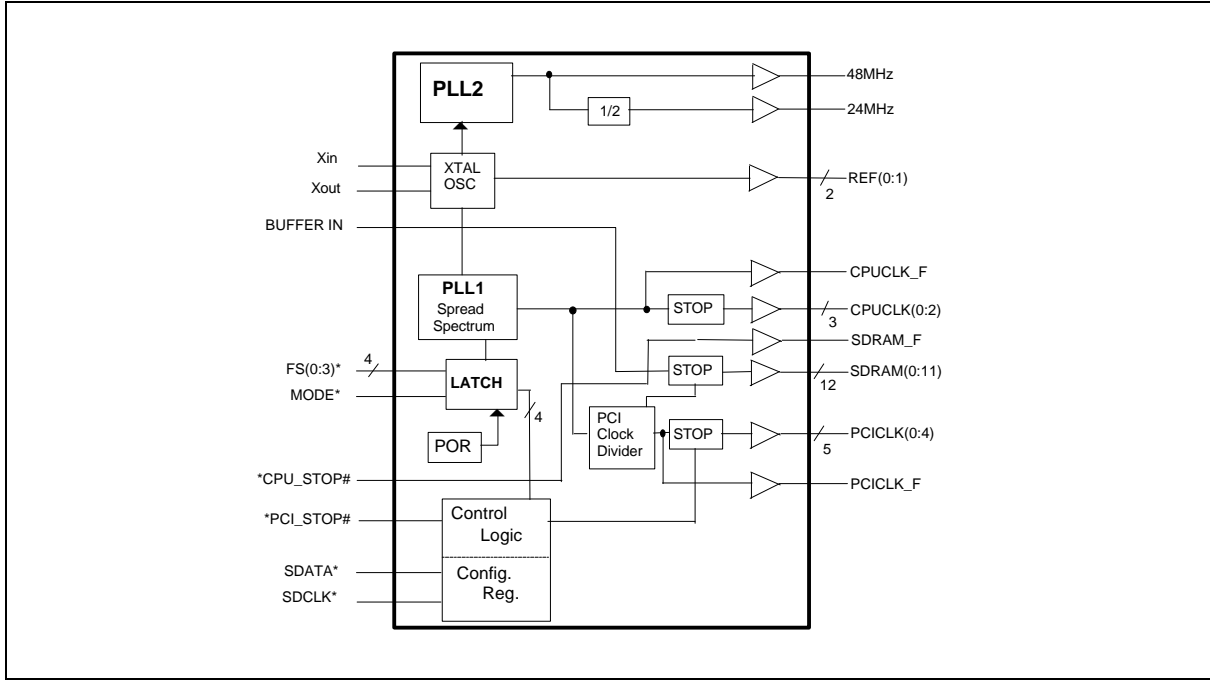 PLL2
48MHz
1/2
24MHz
Xin
Xout
XTAL
OSC
REF(0:1)
2
BUFFER IN
PLL1
Spread
Spectrum
CPUCLK_F
STOP
CPUCLK(0:2)
3
SDRAM_F
FS(0:3)*
4
MODE*
LATCH
4
STOP
SDRAM(0:11)
12
POR
PCI
Clock
Divider
STOP
PCICLK(0:4)
5
*CPU_STOP#
PCICLK_F
*PCI_STOP#
Control
Logic
SDATA*
SDCLK*
Config.
Reg.